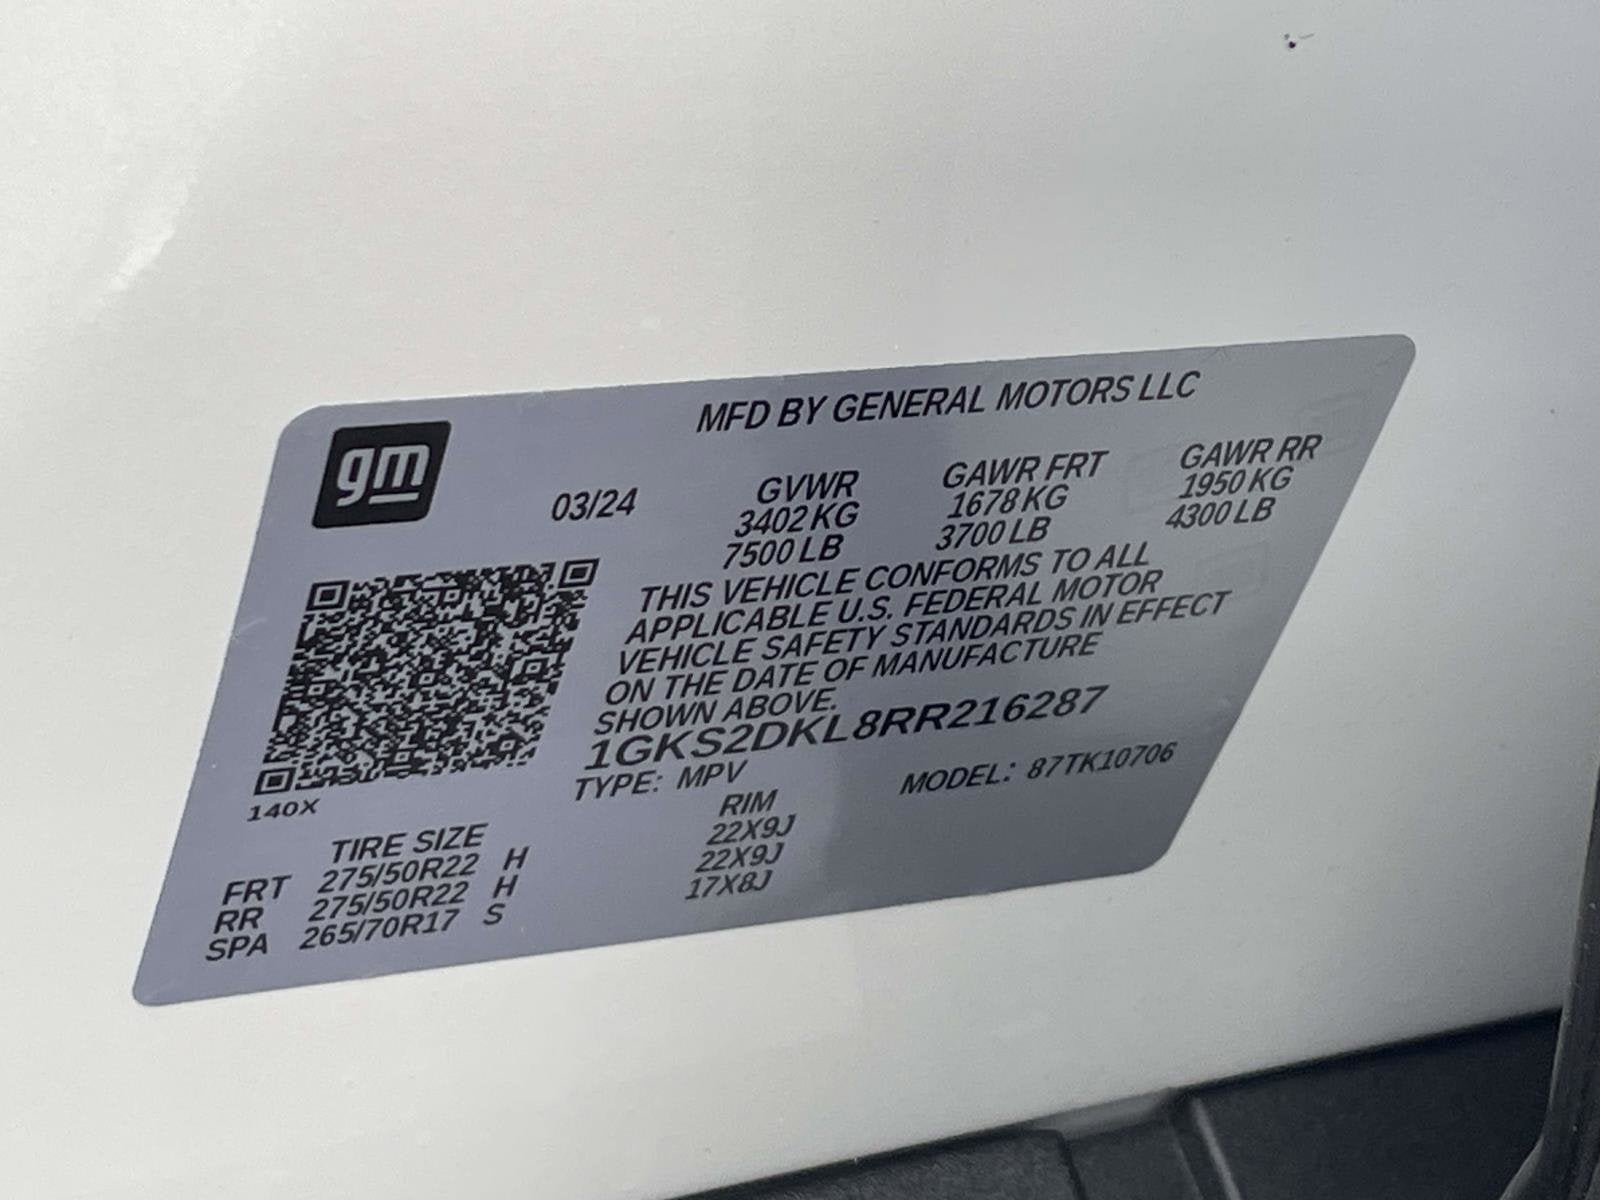 MFD BY GENERAL MOTORS LLC
gm
03/24
GVWR GAWR FRT GAWR RR
3402 KG 1678 KG 1950 KG
7500 LB 3700 LB 4300 LB
THIS VEHICLE CONFORMS TO ALL
APPLICABLE U.S. FEDERAL MOTOR
VEHICLE SAFETY STANDARDS IN EFFECT
ON THE DATE OF MANUFACTURE
SHOWN ABOVE.
1GKS2DKL8RR216287
TYPE: MPV MODEL: 87TK10706
140X
TIRE SIZE RIM
FRT 275/50R22 H 22X9J
RR 275/50R22 H 22X9J
SPA 265/70R17 S 17X8J